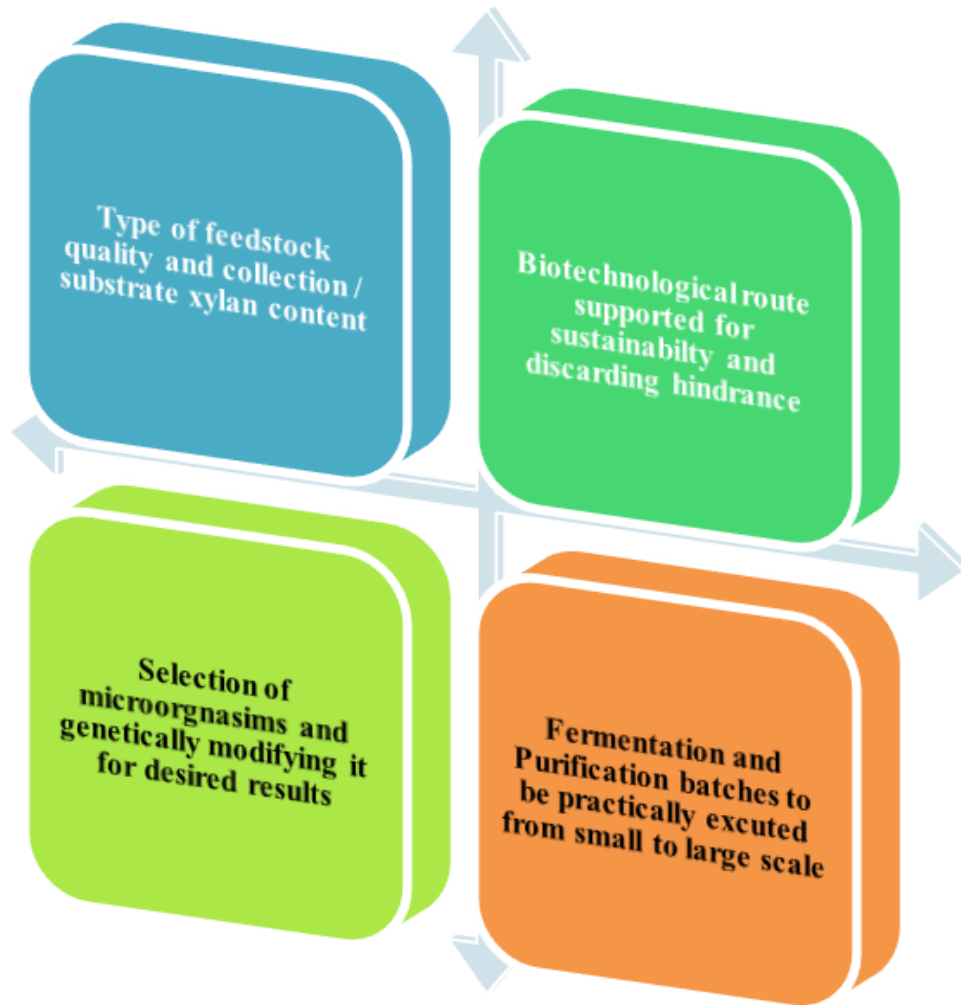 Type of feedstock
quality and collection /
substrate xylan content
Biotechnological route
supported for
sustainabilty and
discarding hindrance
Selection of
microorgnasims and
genetically modifying it
for desired results
Fermentation and
Purification batches to
be practically excuted
from small to large scale